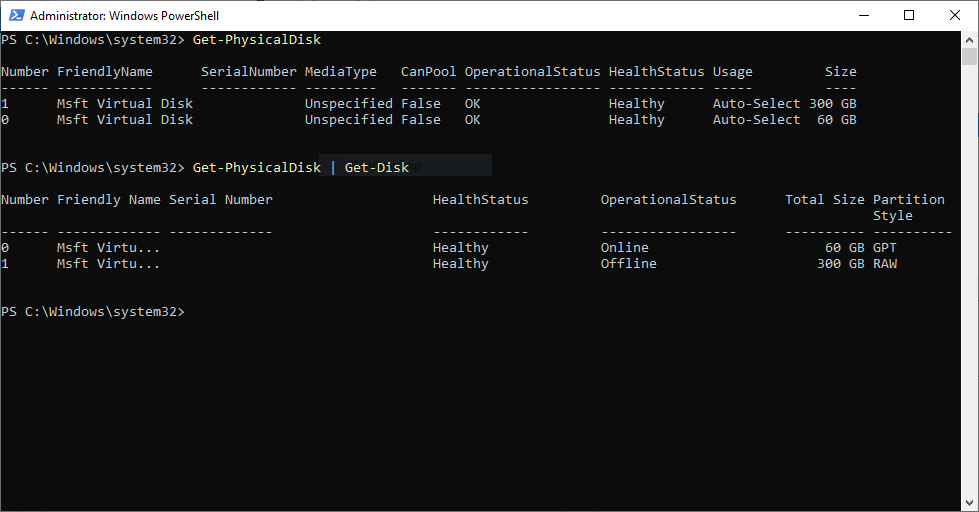 Administrator: Windows PowerShell
PS C:\Windows\system32> Get-PhysicalDisk
Number FriendlyName      SerialNumber MediaType   CanPool OperationalStatus HealthStatus Usage         Size
------ ------------      ------------ ---------   ------- ----------------- ------------ -----         ----
1      Msft Virtual Disk              Unspecified False   OK                Healthy      Auto-Select 300 GB
0      Msft Virtual Disk              Unspecified False   OK                Healthy      Auto-Select  60 GB
PS C:\Windows\system32> Get-PhysicalDisk | Get-Disk
Number Friendly Name Serial Number                    HealthStatus         OperationalStatus      Total Size Partition
                                                                                                             Style
------ ------------- -------------                    ------------         -----------------      ---------- ----------
0      Msft Virtu...                                  Healthy              Online                      60 GB GPT
1      Msft Virtu...                                  Healthy              Offline                    300 GB RAW
PS C:\Windows\system32>